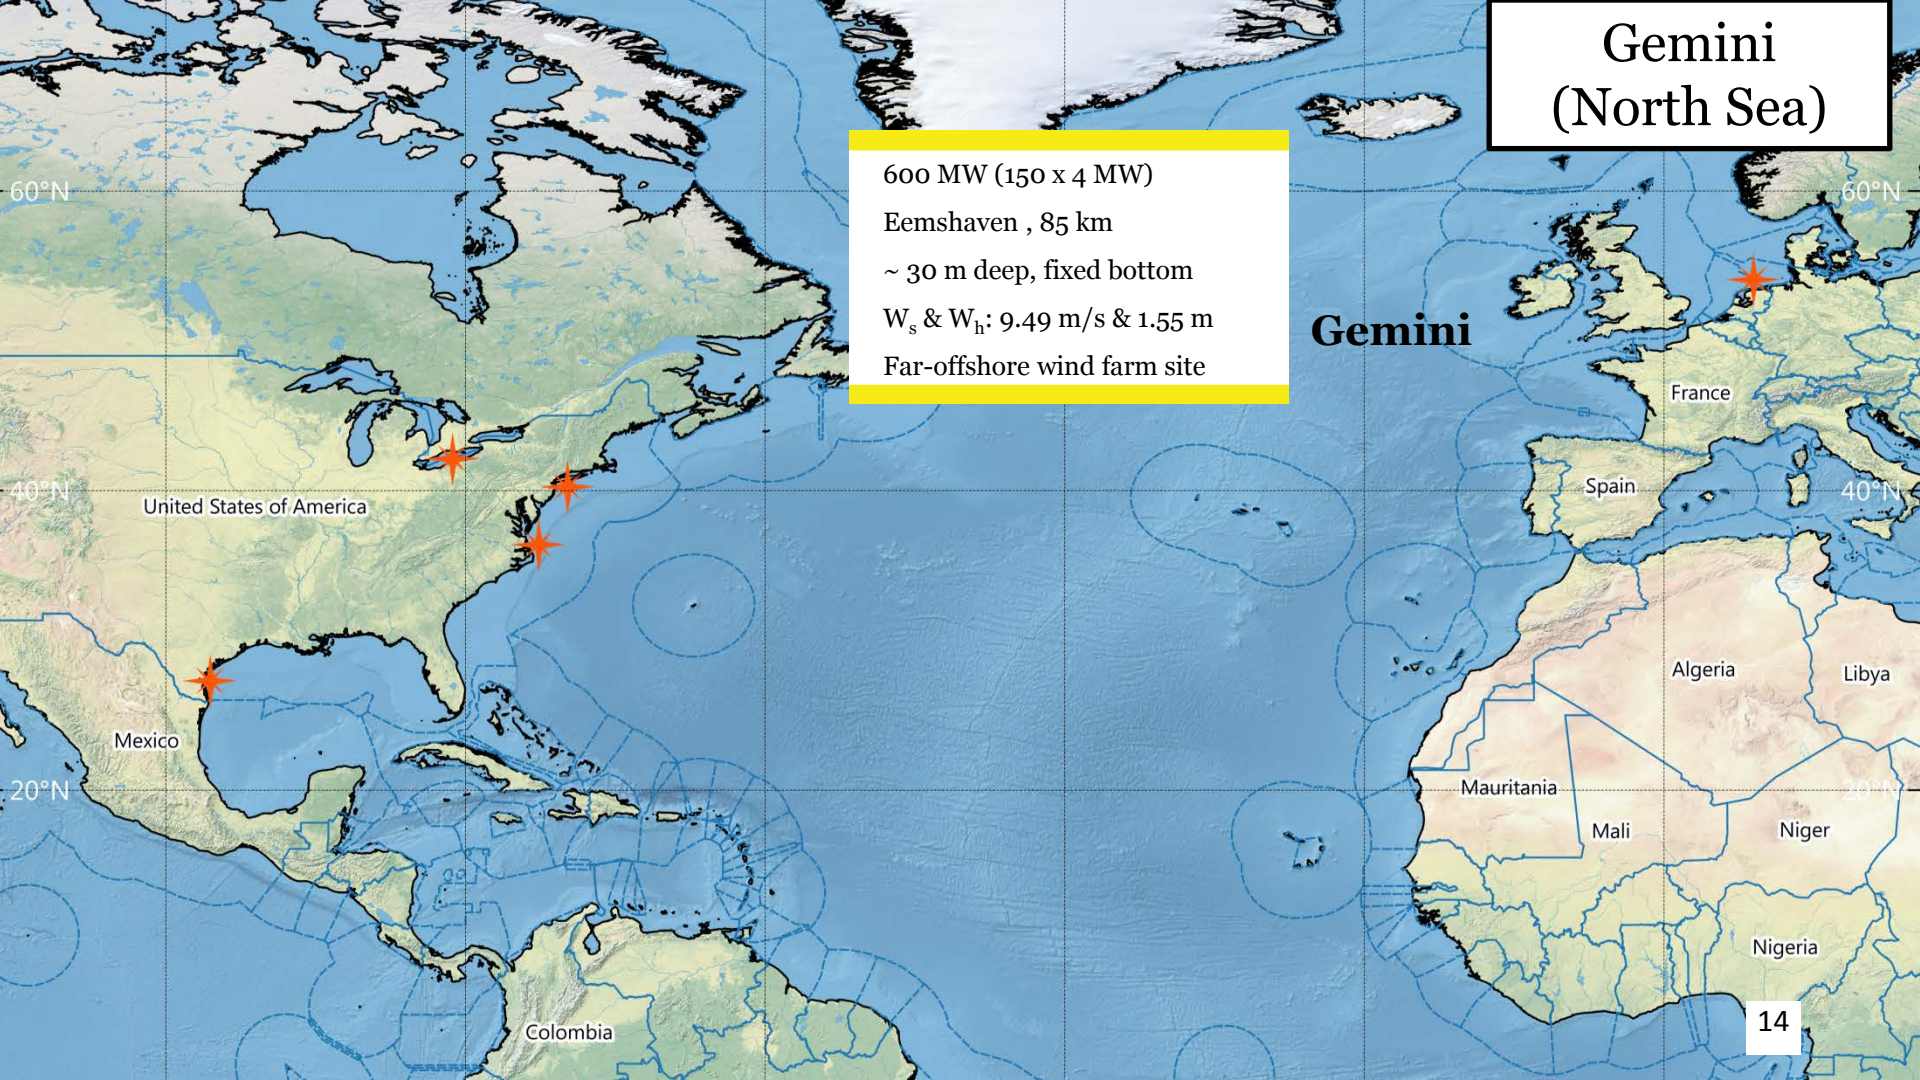 Gemini
(North Sea)
600 MW (150 x 4 MW)
Eemshaven , 85 km
~ 30 m deep, fixed bottom
Wₛ & Wₕ: 9.49 m/s & 1.55 m
Far-offshore wind farm site
Gemini
60°N
60°N
France
40°N
United States of America
Spain
40°N
Algeria
Libya
Mexico
20°N
Mauritania
20°N
Mali
Niger
Nigeria
Colombia
14